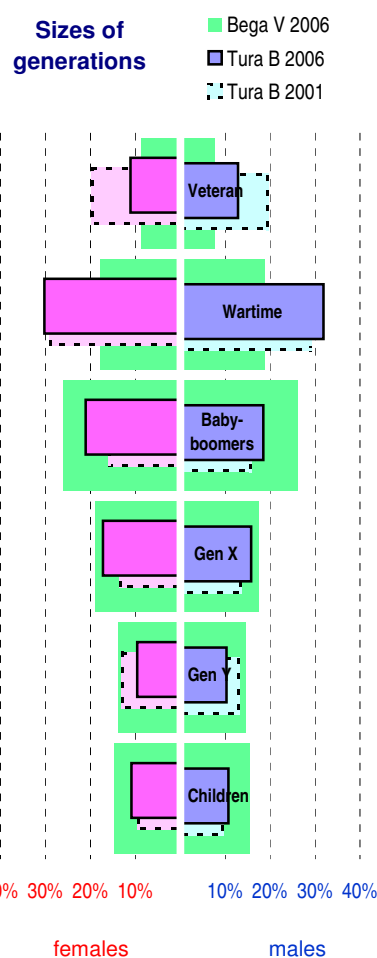 Sizes of
generations
Bega V 2006
Tura B 2006
Tura B 2001
Veteran
Wartime
Baby-
boomers
Gen X
Gen Y
Children
0% 30% 20% 10% 10% 20% 30% 40%
females males